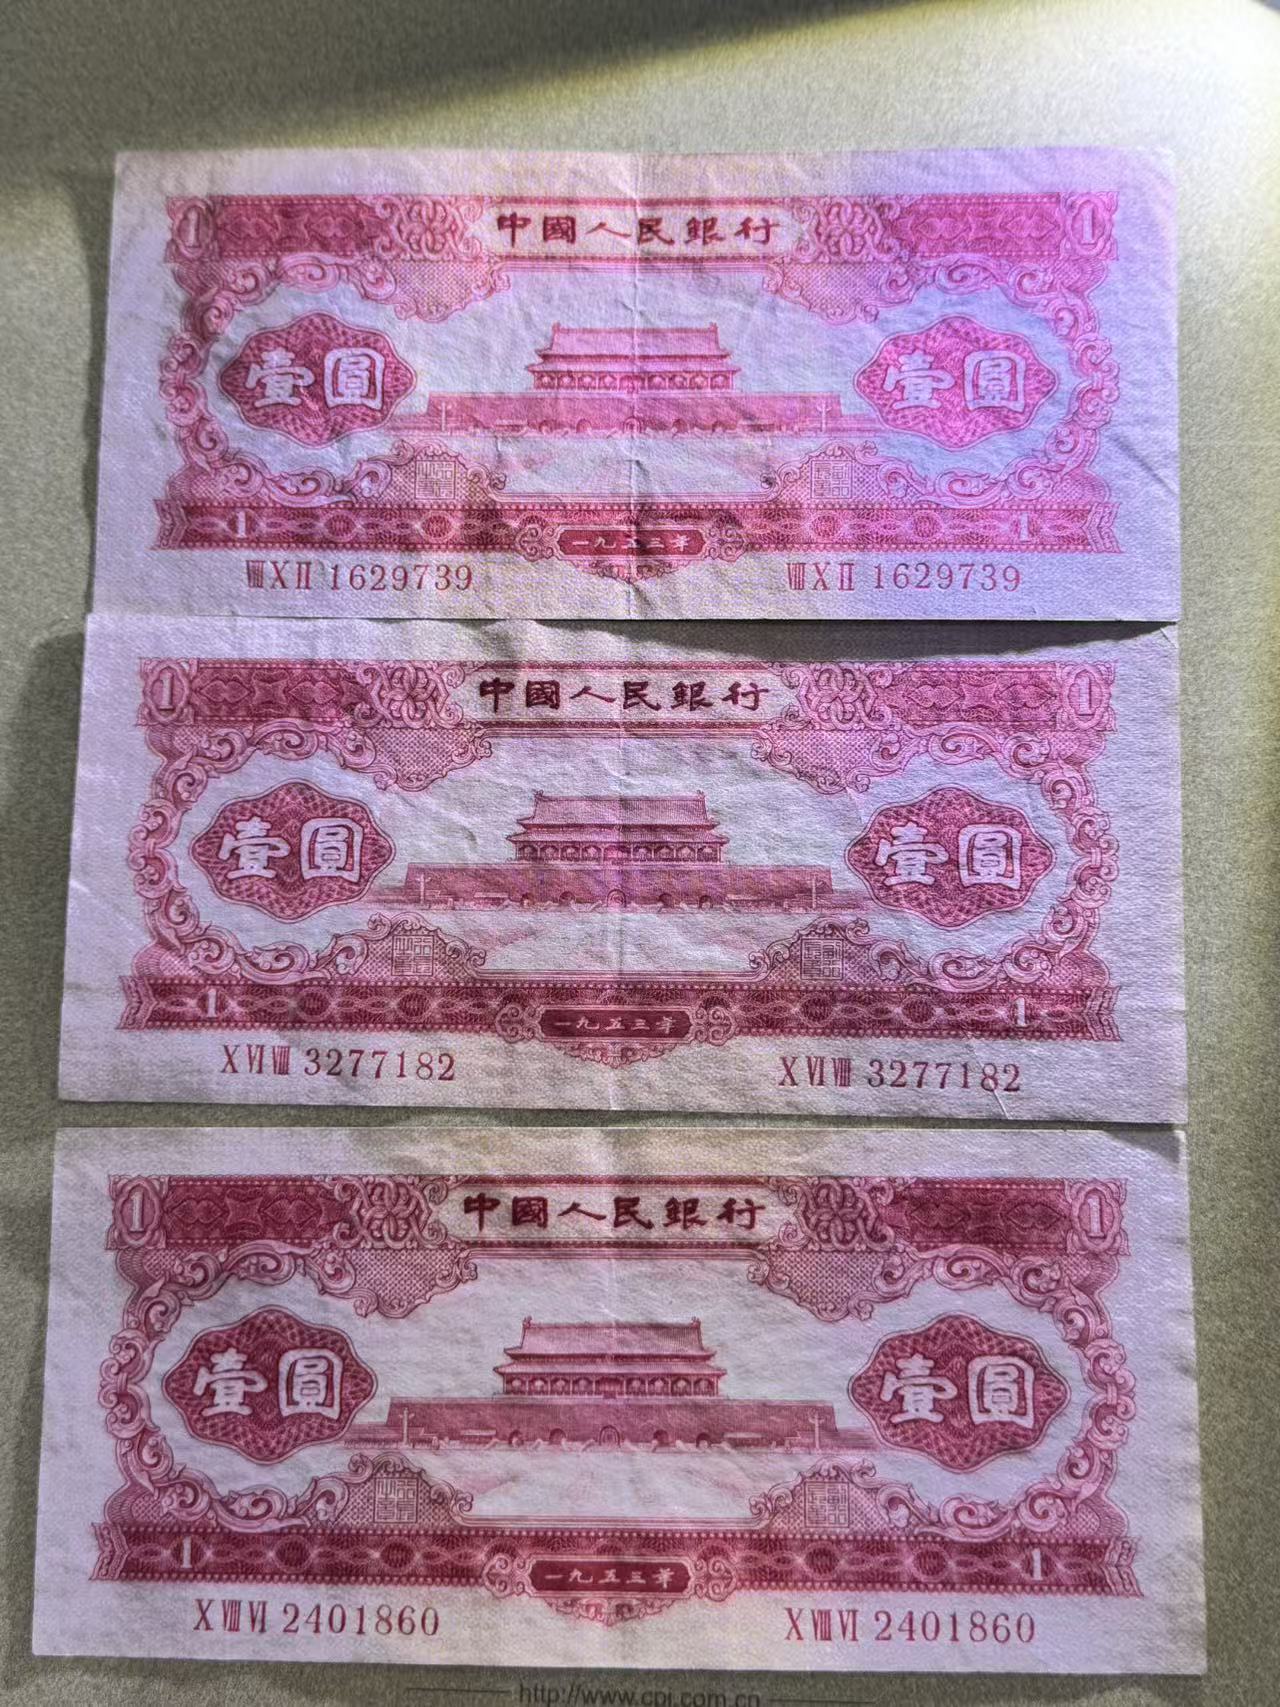 1 中國人民銀行 1
壹圓 壹圓
1 一九五三年 1
ⅧⅩⅡ 1629739 ⅧⅩⅡ 1629739
1 中國人民銀行 1
壹圓 壹圓
1 一九五三年 1
ⅩⅥⅧ 3277182 ⅩⅥⅧ 3277182
1 中國人民銀行 1
壹圓 壹圓
1 一九五三年 1
ⅩⅧⅥ 2401860 ⅩⅧⅥ 2401860
http://www.cpi.com.cn